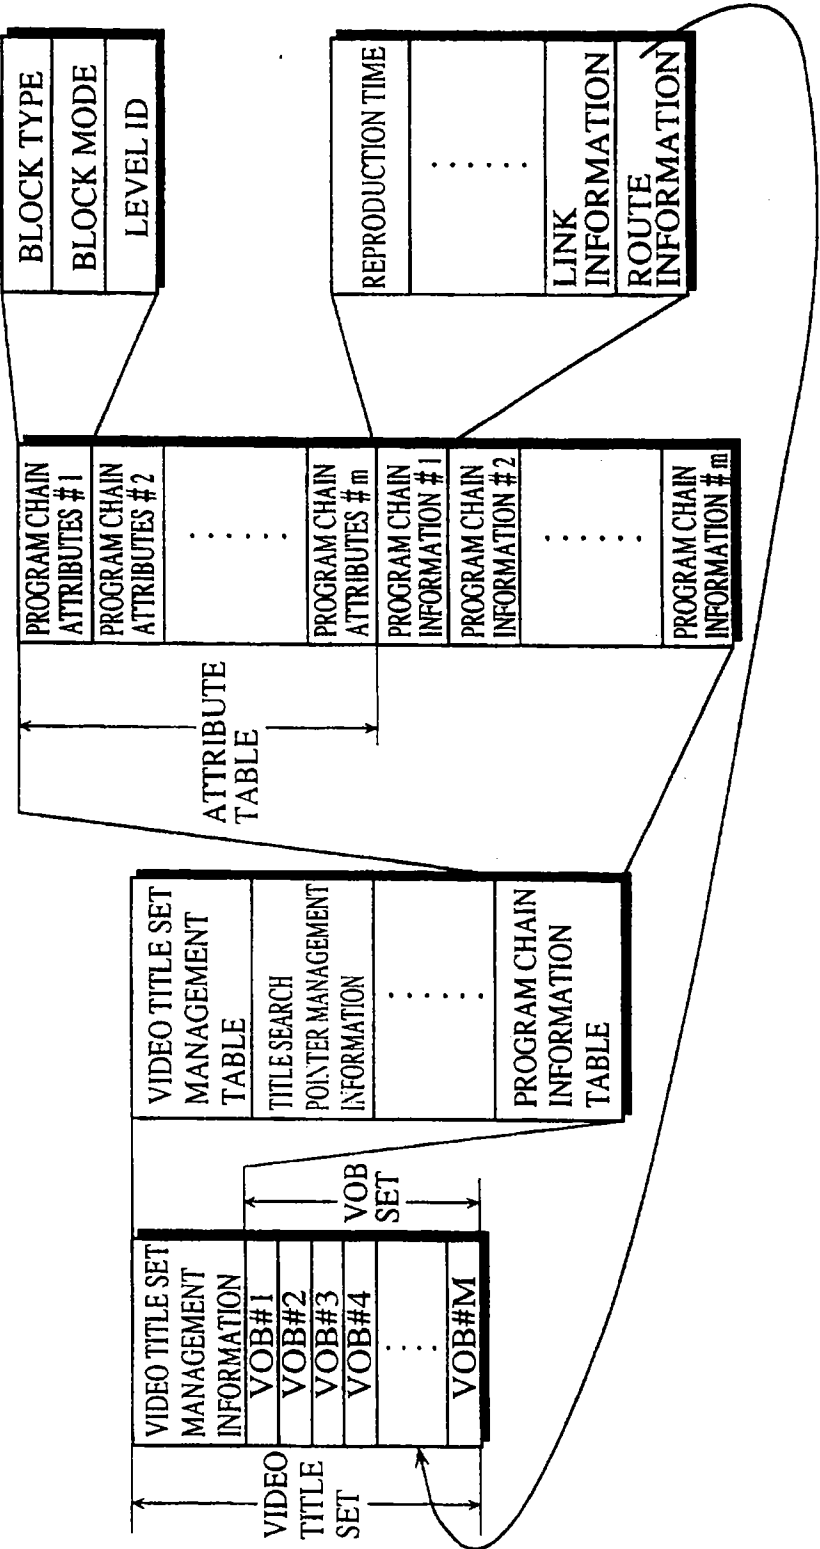 VIDEO
TITLE
SET
VIDEO TITLE SET
MANAGEMENT
INFORMATION
VOB#1
VOB#2
VOB#3
VOB#4
. . . . .
VOB#M
VOB
SET
VIDEO TITLE SET
MANAGEMENT
TABLE
TITLE SEARCH
POINTER MANAGEMENT
INFORMATION
. . . . . .
PROGRAM CHAIN
INFORMATION
TABLE
ATTRIBUTE
TABLE
PROGRAM CHAIN
ATTRIBUTES #1
PROGRAM CHAIN
ATTRIBUTES #2
. . . . . .
PROGRAM CHAIN
ATTRIBUTES #m
PROGRAM CHAIN
INFORMATION #1
PROGRAM CHAIN
INFORMATION #2
. . . . . .
PROGRAM CHAIN
INFORMATION #m
BLOCK TYPE
BLOCK MODE
LEVEL ID
REPRODUCTION TIME
. . . . . .
LINK
INFORMATION
ROUTE
INFORMATION